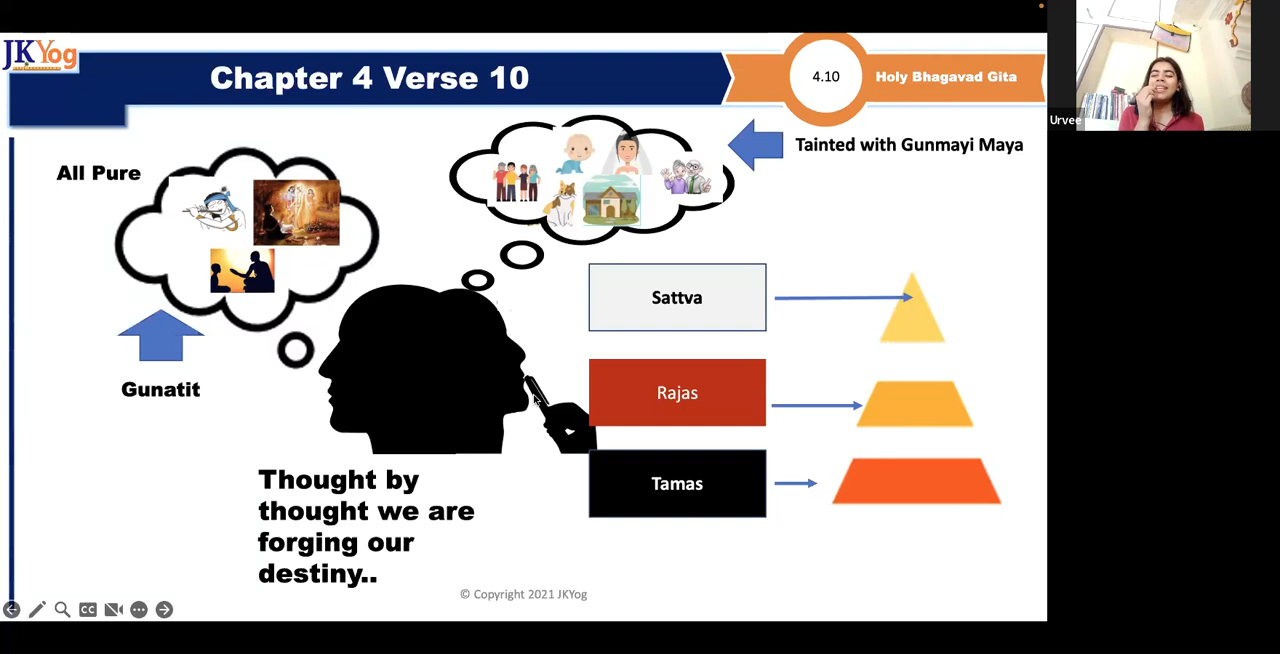 JKYog
Chapter 4 Verse 10
4.10
Holy Bhagavad Gita
Urvee
All Pure
Tainted with Gunmayi Maya
Gunatit
Sattva
Rajas
Tamas
Thought by
thought we are
forging our
destiny..
© Copyright 2021 JKYog
CC